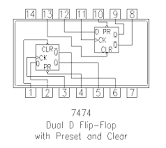 14 13 12 11 10 9 8
PR
D
CK
CLR
CLR
CK
D
PR
1 2 3 4 5 6 7
7474
Dual D Flip-Flop
with Preset and Clear